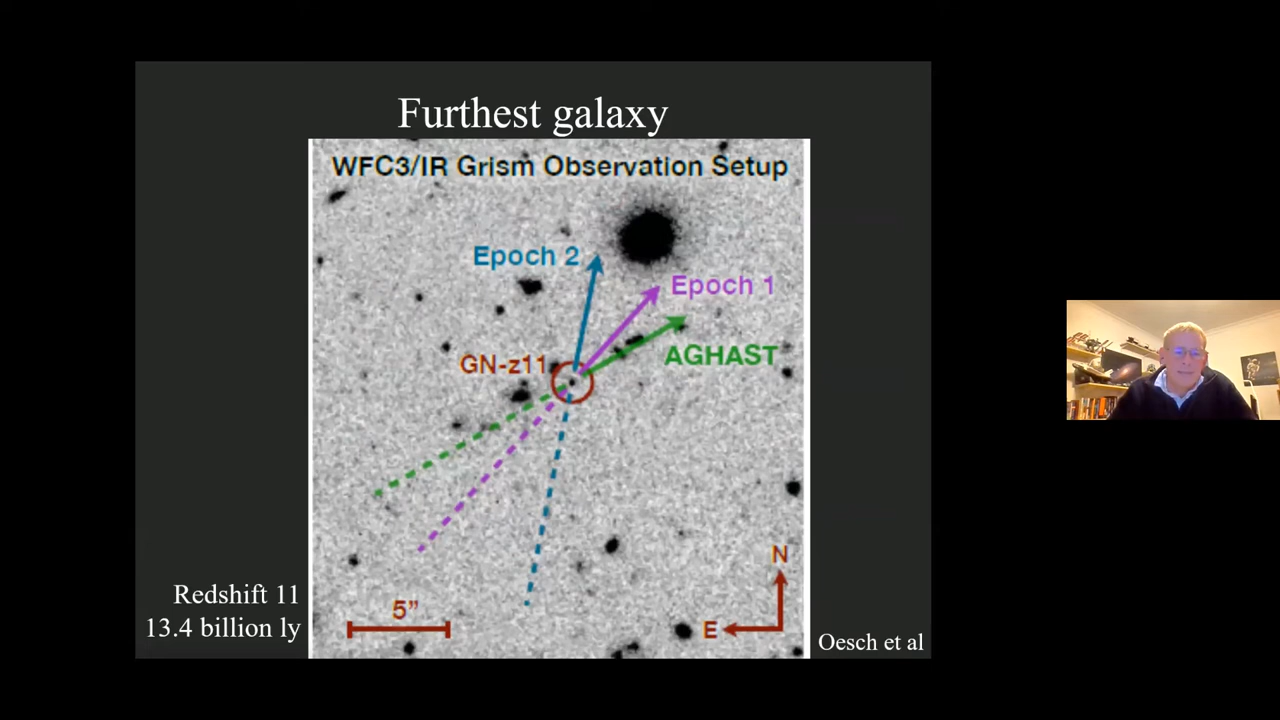 Furthest galaxy
WFC3/IR Grism Observation Setup
Epoch 2
Epoch 1
AGHAST
GN-z11
N
Redshift 11
5”
E
13.4 billion ly
Oesch et al